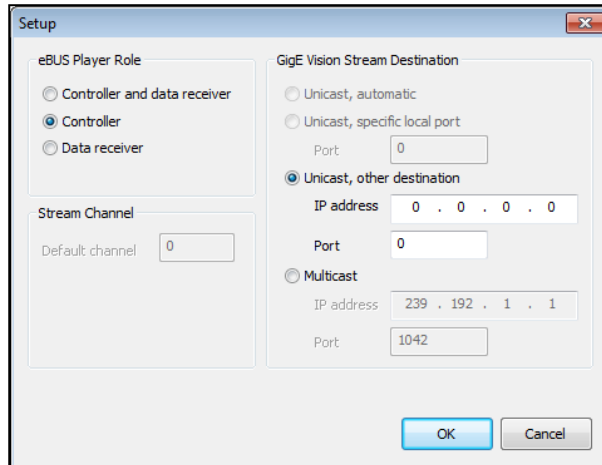 Setup
eBUS Player Role
Controller and data receiver
Controller
Data receiver
Stream Channel
Default channel 0
GigE Vision Stream Destination
Unicast, automatic
Unicast, specific local port
Port 0
Unicast, other destination
IP address 0 . 0 . 0 . 0
Port 0
Multicast
IP address 239 . 192 . 1 . 1
Port 1042
OK Cancel